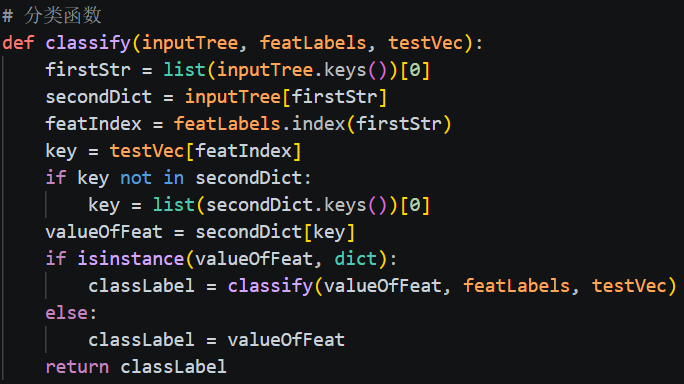 # 分类函数
def classify(inputTree, featLabels, testVec):
    firstStr = list(inputTree.keys())[0]
    secondDict = inputTree[firstStr]
    featIndex = featLabels.index(firstStr)
    key = testVec[featIndex]
    if key not in secondDict:
        key = list(secondDict.keys())[0]
    valueOfFeat = secondDict[key]
    if isinstance(valueOfFeat, dict):
        classLabel = classify(valueOfFeat, featLabels, testVec)
    else:
        classLabel = valueOfFeat
    return classLabel